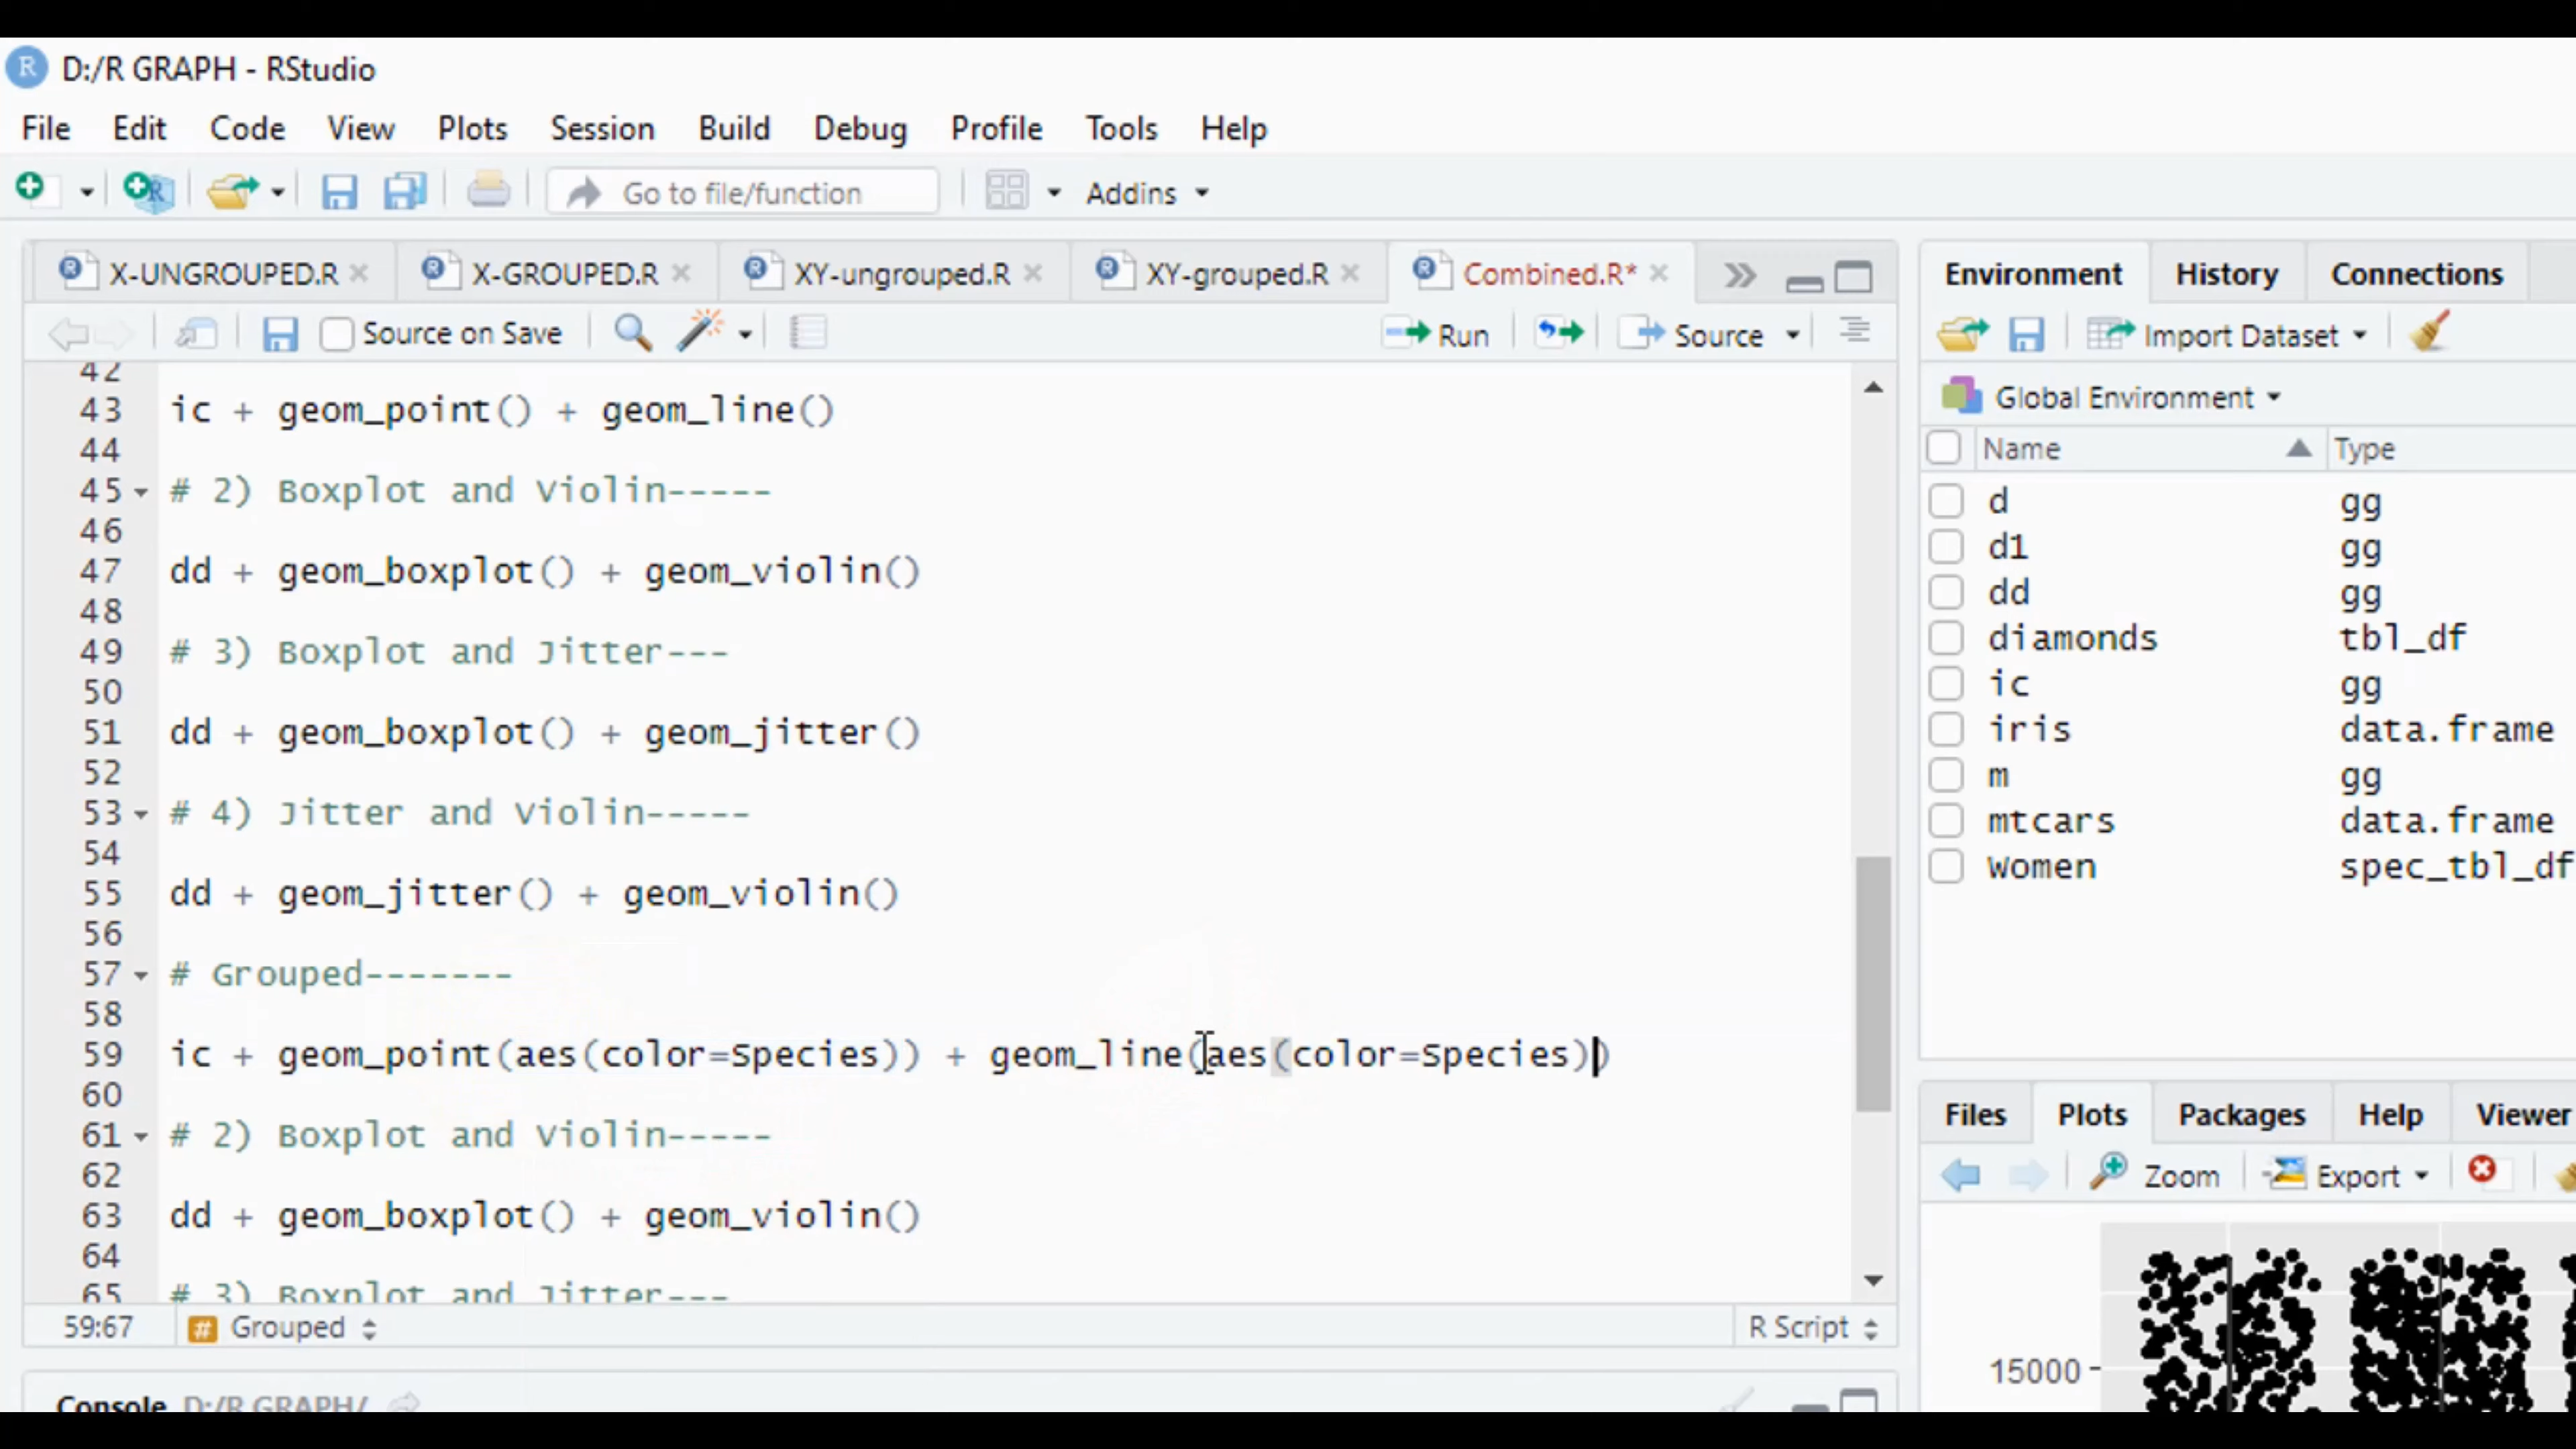 D:/R GRAPH - RStudio
File Edit Code View Plots Session Build Debug Profile Tools Help
Go to file/function Addins
X-UNGROUPED.R X-GROUPED.R XY-ungrouped.R XY-grouped.R Combined.R*
Source on Save Run Source
42
43 ic + geom_point() + geom_line()
44
45 # 2) Boxplot and Violin-----
46
47 dd + geom_boxplot() + geom_violin()
48
49 # 3) Boxplot and Jitter---
50
51 dd + geom_boxplot() + geom_jitter()
52
53 # 4) Jitter and Violin-----
54
55 dd + geom_jitter() + geom_violin()
56
57 # Grouped-------
58
59 ic + geom_point(aes(color=Species)) + geom_line(aes(color=Species))
60
61 # 2) Boxplot and Violin-----
62
63 dd + geom_boxplot() + geom_violin()
64
65 # 3) Boxplot and Jitter---
59:67 Grouped R Script
Console D:/R GRAPH/
Environment History Connections
Import Dataset
Global Environment
Name Type
d gg
d1 gg
dd gg
diamonds tbl_df
ic gg
iris data.frame
m gg
mtcars data.frame
Women spec_tbl_df
Files Plots Packages Help Viewer
Zoom Export
15000